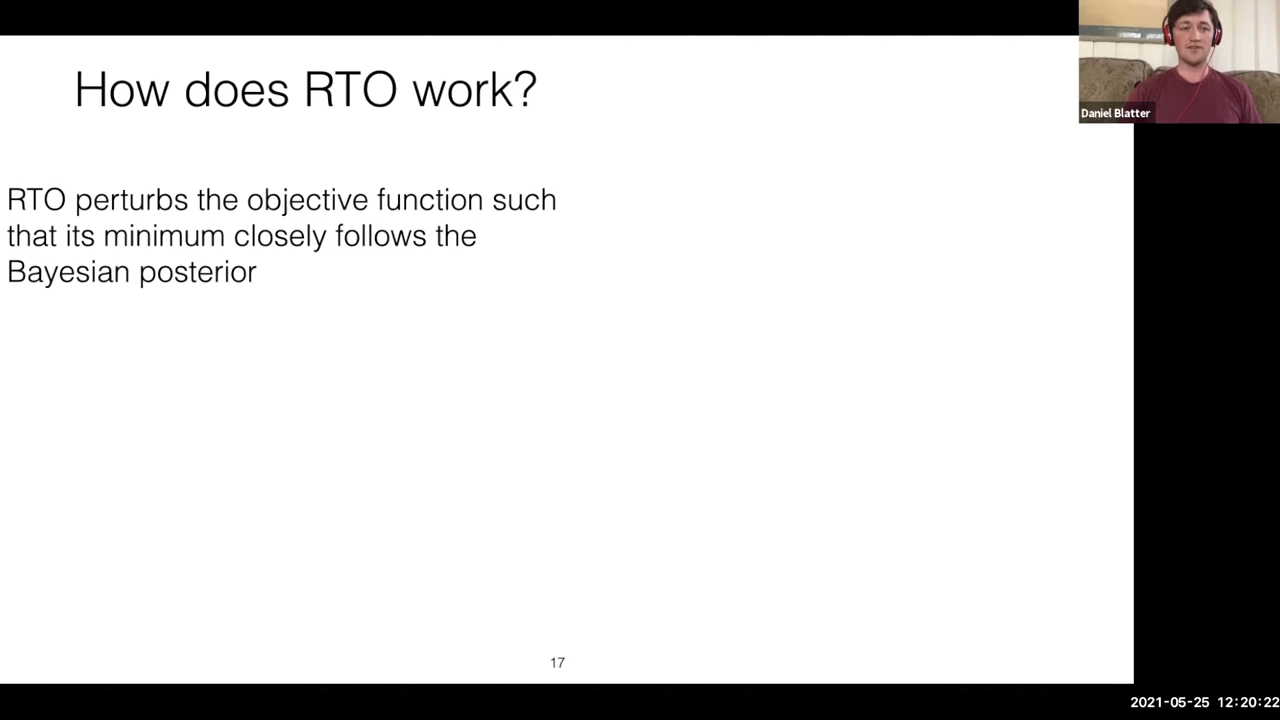 How does RTO work?
RTO perturbs the objective function such
that its minimum closely follows the
Bayesian posterior
17
Daniel Blatter
2021-05-25 12:20:22